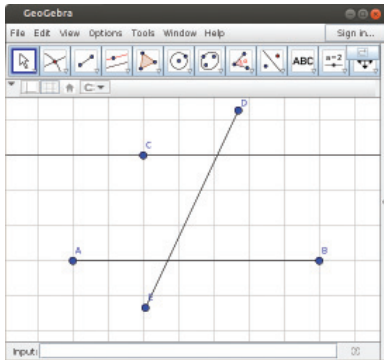 GeoGebra
File Edit View Options Tools Window Help Sign in...
ABC a=2
D
C
A B
E
Input: